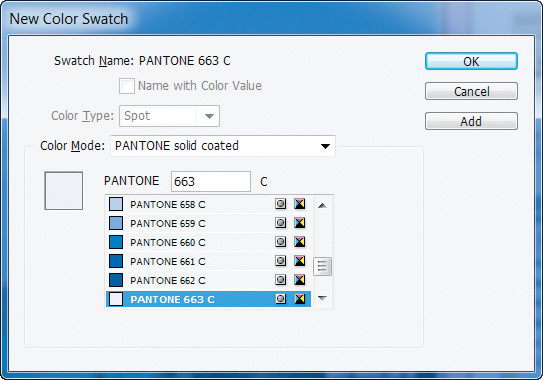 New Color Swatch
Swatch Name: PANTONE 663 C
OK
Name with Color Value
Cancel
Color Type: Spot
Add
Color Mode: PANTONE solid coated
PANTONE 663 C
PANTONE 658 C
PANTONE 659 C
PANTONE 660 C
PANTONE 661 C
PANTONE 662 C
PANTONE 663 C